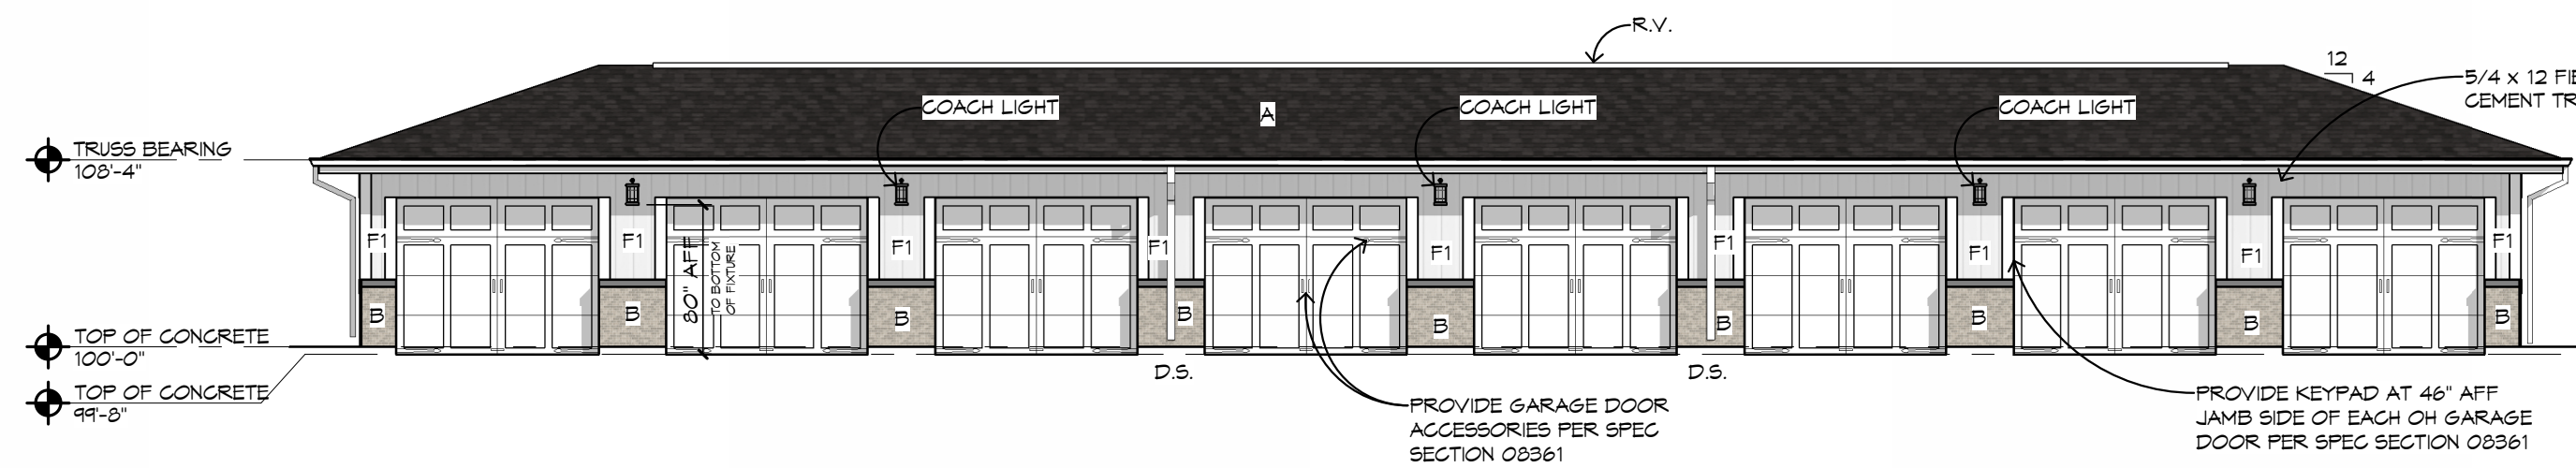 R.V.
12
4
5/4 x 12
CEMENT
COACH LIGHT
COACH LIGHT
COACH LIGHT
A
TRUSS BEARING
108'-4"
F1
F1
F1
F1
F1
F1
F1
F1
F1
80" AFF
TO BOTTOM
OF FIXTURE
B
B
B
B
B
B
B
B
B
TOP OF CONCRETE
100'-0"
TOP OF CONCRETE
99'-8"
D.S.
D.S.
PROVIDE GARAGE DOOR
ACCESSORIES PER SPEC
SECTION 08361
PROVIDE KEYPAD AT 46" AFF
JAMB SIDE OF EACH OH GARAGE
DOOR PER SPEC SECTION 08361